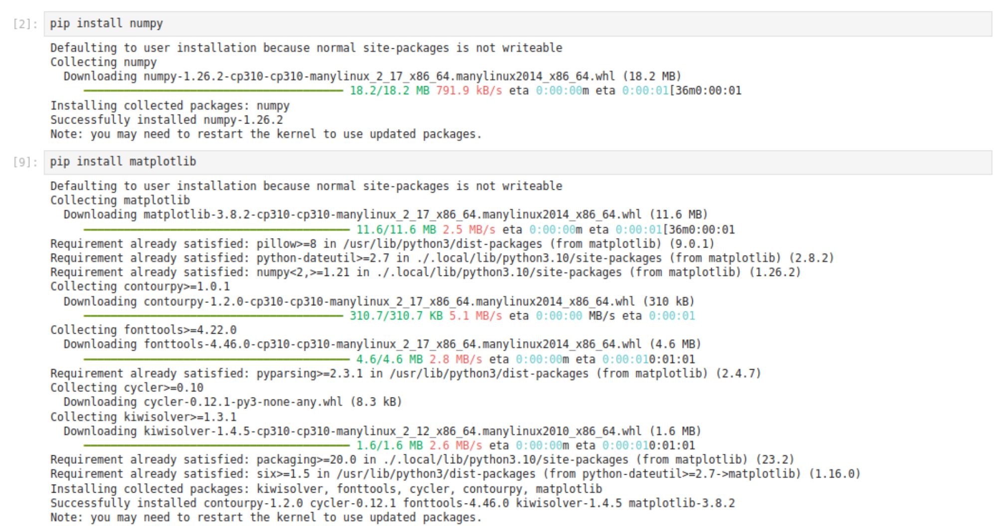 [2]: pip install numpy
Defaulting to user installation because normal site-packages is not writeable
Collecting numpy
  Downloading numpy-1.26.2-cp310-cp310-manylinux_2_17_x86_64.manylinux2014_x86_64.whl (18.2 MB)
18.2/18.2 MB 791.9 kB/s eta 0:00:00m eta 0:00:01[36m0:00:01
Installing collected packages: numpy
Successfully installed numpy-1.26.2
Note: you may need to restart the kernel to use updated packages.
[9]: pip install matplotlib
Defaulting to user installation because normal site-packages is not writeable
Collecting matplotlib
  Downloading matplotlib-3.8.2-cp310-cp310-manylinux_2_17_x86_64.manylinux2014_x86_64.whl (11.6 MB)
11.6/11.6 MB 2.5 MB/s eta 0:00:00m eta 0:00:01[36m0:00:01
Requirement already satisfied: pillow>=8 in /usr/lib/python3/dist-packages (from matplotlib) (9.0.1)
Requirement already satisfied: python-dateutil>=2.7 in ./.local/lib/python3.10/site-packages (from matplotlib) (2.8.2)
Requirement already satisfied: numpy<2,>=1.21 in ./.local/lib/python3.10/site-packages (from matplotlib) (1.26.2)
Collecting contourpy>=1.0.1
  Downloading contourpy-1.2.0-cp310-cp310-manylinux_2_17_x86_64.manylinux2014_x86_64.whl (310 kB)
310.7/310.7 KB 5.1 MB/s eta 0:00:00 MB/s eta 0:00:01
Collecting fonttools>=4.22.0
  Downloading fonttools-4.46.0-cp310-cp310-manylinux_2_17_x86_64.manylinux2014_x86_64.whl (4.6 MB)
4.6/4.6 MB 2.8 MB/s eta 0:00:00m eta 0:00:010:01:01
Requirement already satisfied: pyparsing>=2.3.1 in /usr/lib/python3/dist-packages (from matplotlib) (2.4.7)
Collecting cycler>=0.10
  Downloading cycler-0.12.1-py3-none-any.whl (8.3 kB)
Collecting kiwisolver>=1.3.1
  Downloading kiwisolver-1.4.5-cp310-cp310-manylinux_2_12_x86_64.manylinux2010_x86_64.whl (1.6 MB)
1.6/1.6 MB 2.6 MB/s eta 0:00:00m eta 0:00:010:01:01
Requirement already satisfied: packaging>=20.0 in ./.local/lib/python3.10/site-packages (from matplotlib) (23.2)
Requirement already satisfied: six>=1.5 in /usr/lib/python3/dist-packages (from python-dateutil>=2.7->matplotlib) (1.16.0)
Installing collected packages: kiwisolver, fonttools, cycler, contourpy, matplotlib
Successfully installed contourpy-1.2.0 cycler-0.12.1 fonttools-4.46.0 kiwisolver-1.4.5 matplotlib-3.8.2
Note: you may need to restart the kernel to use updated packages.